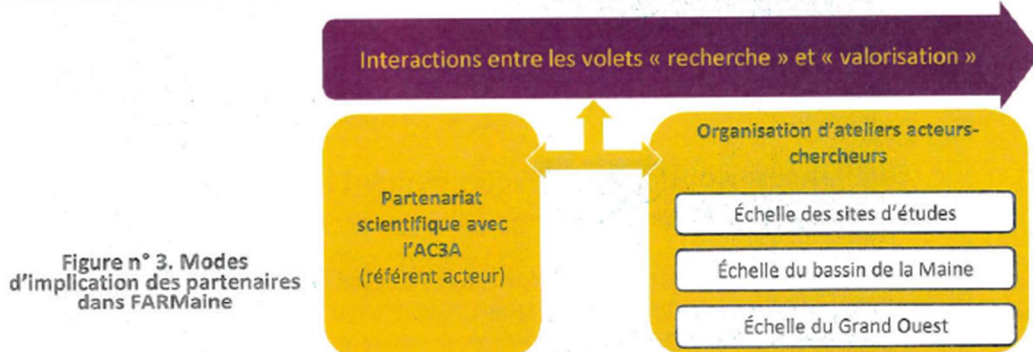 Interactions entre les volets « recherche » et « valorisation »
Partenariat
scientifique avec
l'AC3A
(référent acteur)
Organisation d'ateliers acteurs-
chercheurs
Échelle des sites d'études
Échelle du bassin de la Maine
Échelle du Grand Ouest
Figure n° 3. Modes
d'implication des partenaires
dans FARMaine